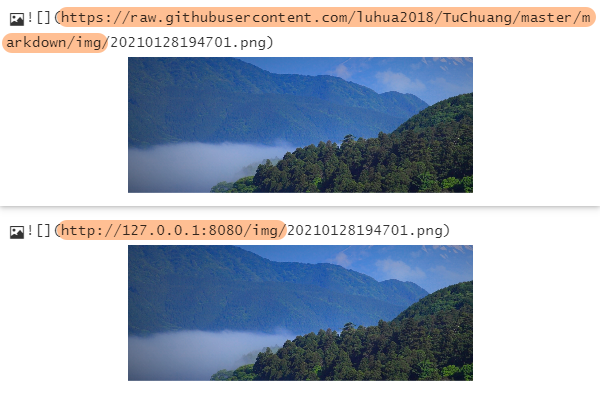 ![](https://raw.githubusercontent.com/luhua2018/TuChuang/master/m
arkdown/img/20210128194701.png)
![](http://127.0.0.1:8080/img/20210128194701.png)